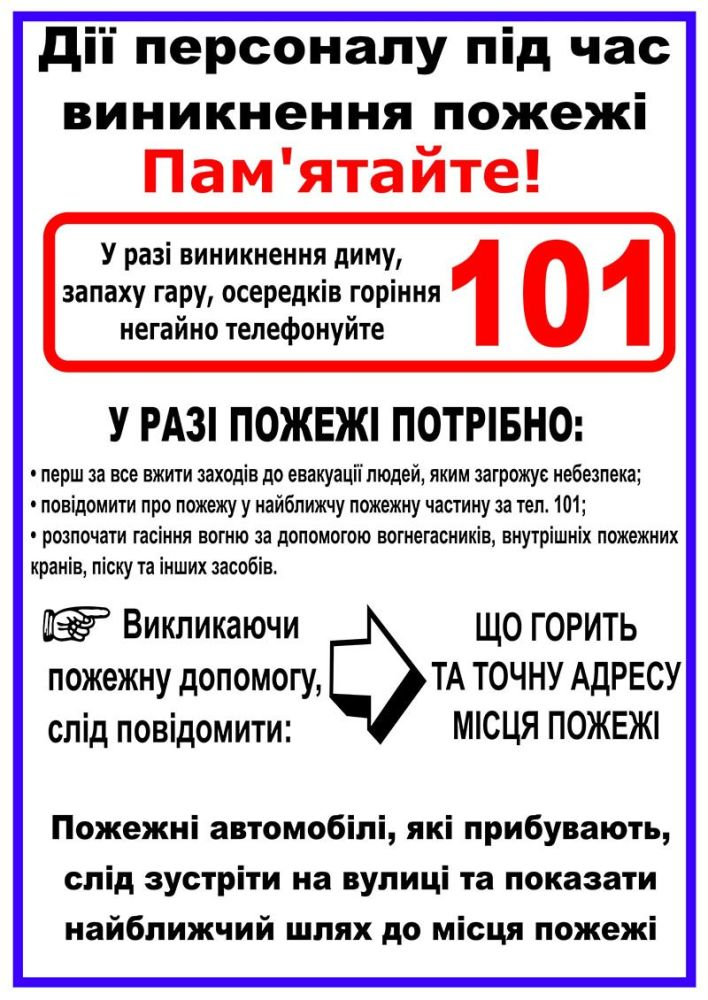 Дії персоналу під час
виникнення пожежі
Пам'ятайте!
У разі виникнення диму,
запаху гару, осередків горіння
негайно телефонуйте
101
У РАЗІ ПОЖЕЖІ ПОТРІБНО:
• перш за все вжити заходів до евакуації людей, яким загрожує небезпека;
• повідомити про пожежу у найближчу пожежну частину за тел. 101;
• розпочати гасіння вогню за допомогою вогнегасників, внутрішніх пожежних
кранів, піску та інших засобів.
Викликаючи
пожежну допомогу,
слід повідомити:
ЩО ГОРИТЬ
ТА ТОЧНУ АДРЕСУ
МІСЦЯ ПОЖЕЖІ
Пожежні автомобілі, які прибувають,
слід зустріти на вулиці та показати
найближчий шлях до місця пожежі